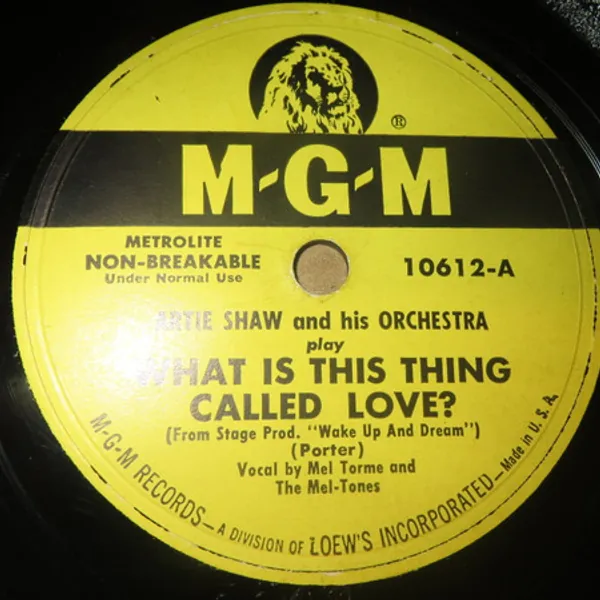 ®
M-G-M
METROLITE
NON-BREAKABLE
Under Normal Use
10612-A
ARTIE SHAW and his ORCHESTRA
play
WHAT IS THIS THING
CALLED LOVE?
(From Stage Prod. "Wake Up And Dream")
(Porter)
Vocal by Mel Torme and
The Mel-Tones
M-G-M RECORDS—A DIVISION OF LOEW'S INCORPORATED—Made in U. S. A.